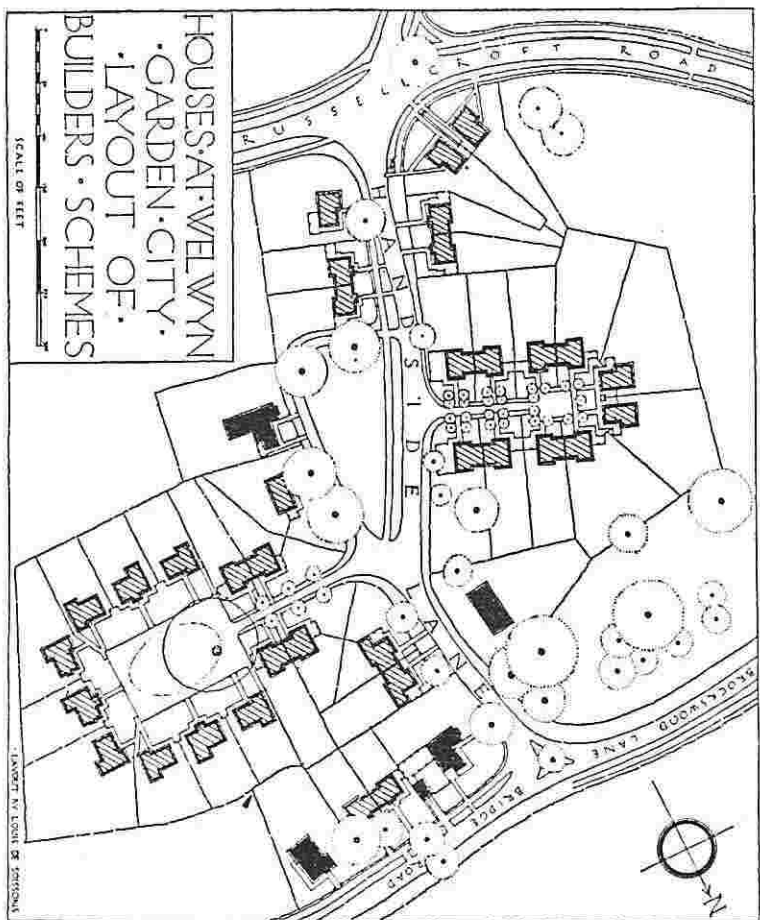 HOUSES·AT·WELWYN
·GARDEN·CITY·
·LAYOUT OF·
BUILDERS·SCHEMES
SCALE OF FEET
RUSSELLCROFT ROAD
HANDSIDE LANE
BROCKSWOOD LANE
BRIDGE ROAD
N
·LAYOUT BY LOUIS DE SOISSONS